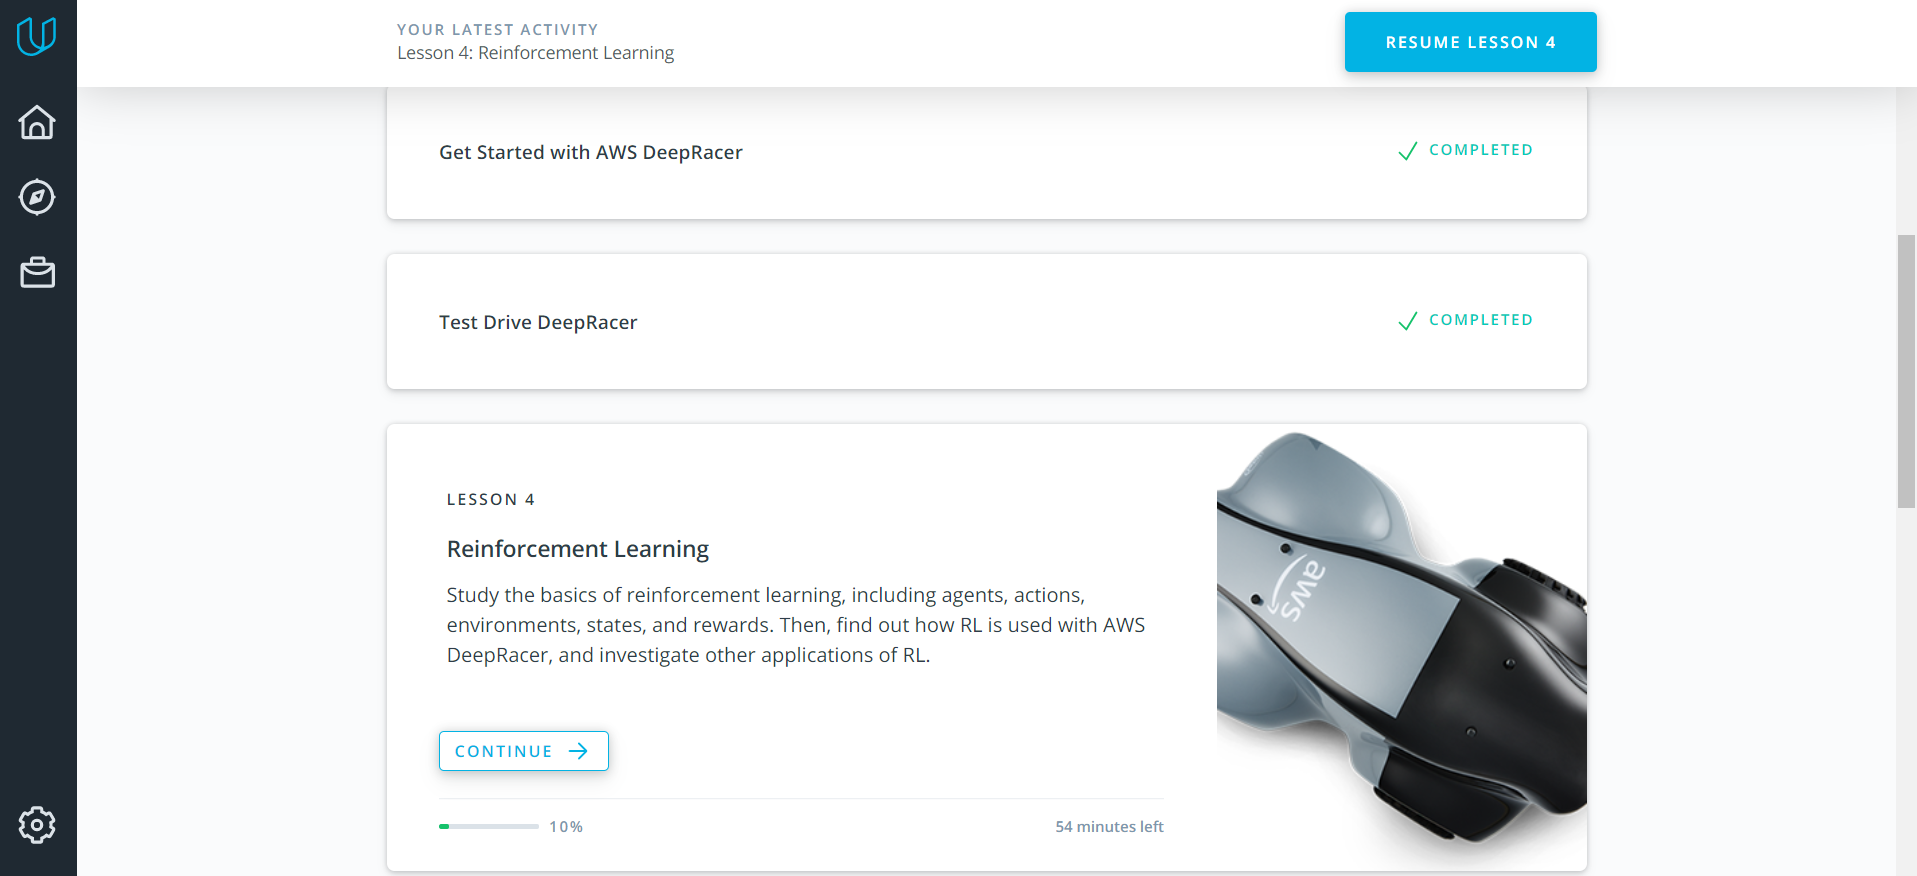 YOUR LATEST ACTIVITY
Lesson 4: Reinforcement Learning
RESUME LESSON 4
Get Started with AWS DeepRacer
COMPLETED
Test Drive DeepRacer
COMPLETED
LESSON 4
Reinforcement Learning
Study the basics of reinforcement learning, including agents, actions,
environments, states, and rewards. Then, find out how RL is used with AWS
DeepRacer, and investigate other applications of RL.
aws
CONTINUE
10%
54 minutes left